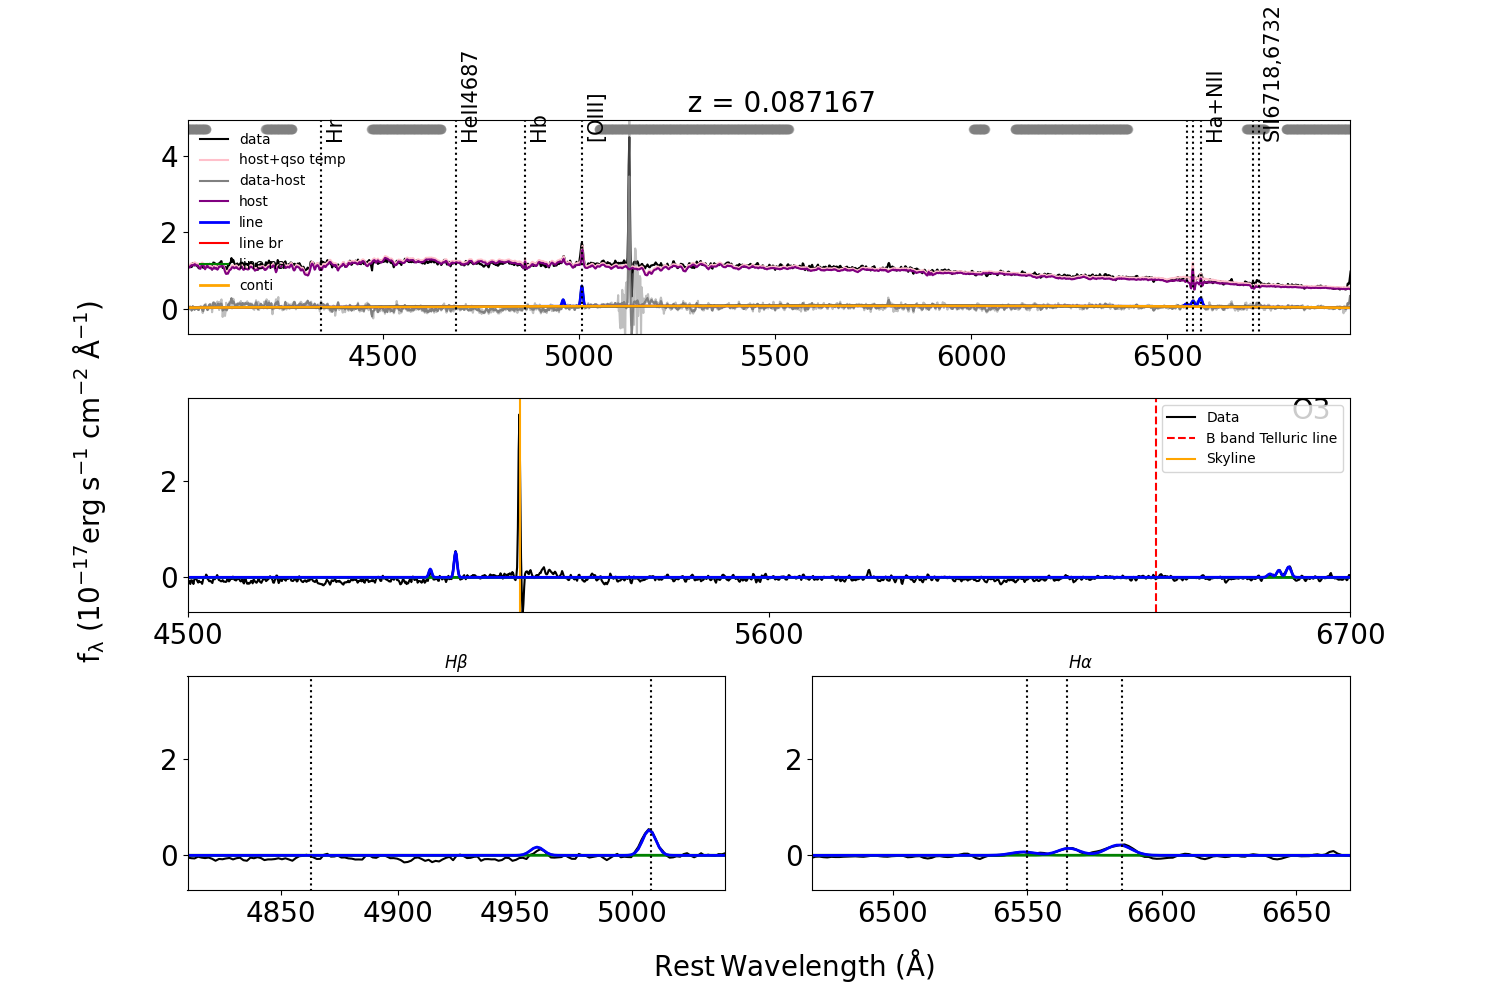 z = 0.087167
Hr
HeII4687
Hb
[OIII]
Ha+NII
SII6718,6732
data
host+qso temp
data-host
host
line
line br
conti
4
2
0
4500 5000 5500 6000 6500
O3
Data
B band Telluric line
Skyline
2
0
4500 5600 6700
fλ (10⁻¹⁷erg s⁻¹ cm⁻² Å⁻¹)
Hβ
2
0
4850 4900 4950 5000
Hα
2
0
6500 6550 6600 6650
Rest Wavelength (Å)